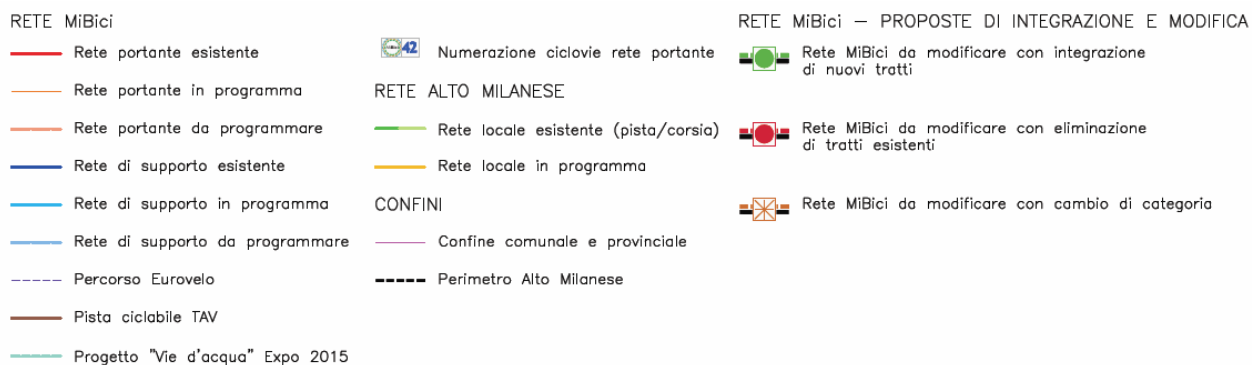 RETE MiBici
Rete portante esistente
Rete portante in programma
Rete portante da programmare
Rete di supporto esistente
Rete di supporto in programma
Rete di supporto da programmare
Percorso Eurovelo
Pista ciclabile TAV
Progetto "Vie d'acqua" Expo 2015
42 Numerazione ciclovie rete portante
RETE ALTO MILANESE
Rete locale esistente (pista/corsia)
Rete locale in programma
CONFINI
Confine comunale e provinciale
Perimetro Alto Milanese
RETE MiBici – PROPOSTE DI INTEGRAZIONE E MODIFICA
Rete MiBici da modificare con integrazione
di nuovi tratti
Rete MiBici da modificare con eliminazione
di tratti esistenti
Rete MiBici da modificare con cambio di categoria